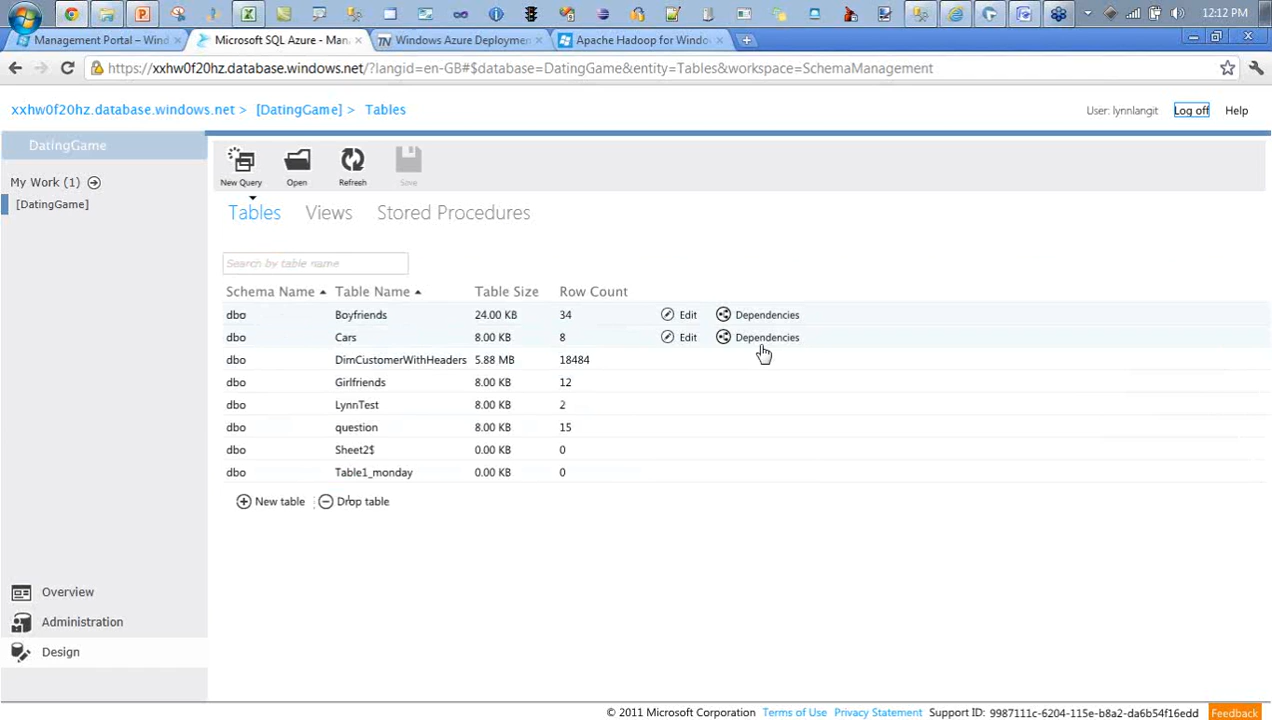 12:12 PM
Management Portal – Wind
Microsoft SQL Azure - Man
Windows Azure Deployme
Apache Hadoop for Windo
https://xxhw0f20hz.database.windows.net/?langid=en-GB#$database=DatingGame&entity=Tables&workspace=SchemaManagement
xxhw0f20hz.database.windows.net > [DatingGame] > Tables
User: lynnlangit Log off Help
DatingGame
My Work (1)
[DatingGame]
New Query Open Refresh Save
Tables Views Stored Procedures
Search by table name
Schema Name Table Name Table Size Row Count
dbo Boyfriends 24.00 KB 34 Edit Dependencies
dbo Cars 8.00 KB 8 Edit Dependencies
dbo DimCustomerWithHeaders 5.88 MB 18484
dbo Girlfriends 8.00 KB 12
dbo LynnTest 8.00 KB 2
dbo question 8.00 KB 15
dbo Sheet2$ 0.00 KB 0
dbo Table1_monday 0.00 KB 0
New table Drop table
Overview
Administration
Design
© 2011 Microsoft Corporation Terms of Use Privacy Statement Support ID: 9987111c-6204-115e-b8a2-da6b54f16edd Feedback